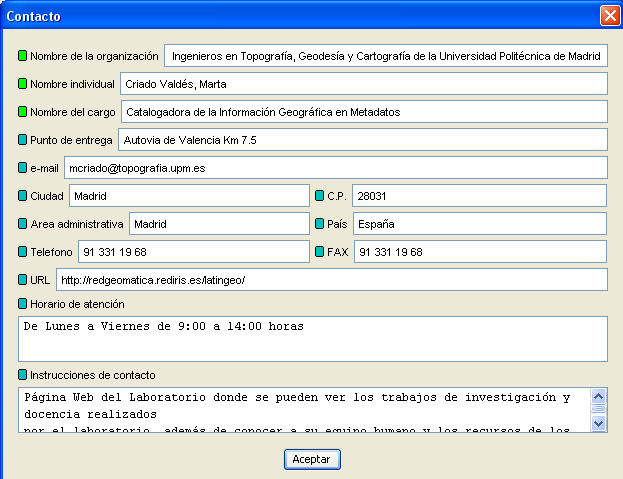 Contacto
Nombre de la organización Ingenieros en Topografía, Geodesía y Cartografía de la Universidad Politécnica de Madrid
Nombre individual Criado Valdés, Marta
Nombre del cargo Catalogadora de la Información Geográfica en Metadatos
Punto de entrega Autovia de Valencia Km 7.5
e-mail mcriado@topografia.upm.es
Ciudad Madrid C.P. 28031
Area administrativa Madrid País España
Telefono 91 331 19 68 FAX 91 331 19 68
URL http://redgeomatica.rediris.es/latingeo/
Horario de atención
De Lunes a Viernes de 9:00 a 14:00 horas
Instrucciones de contacto
Página Web del Laboratorio donde se pueden ver los trabajos de investigación y
docencia realizados
por el laboratorio, además de conocer a su equipo humano y los recursos de los
Aceptar